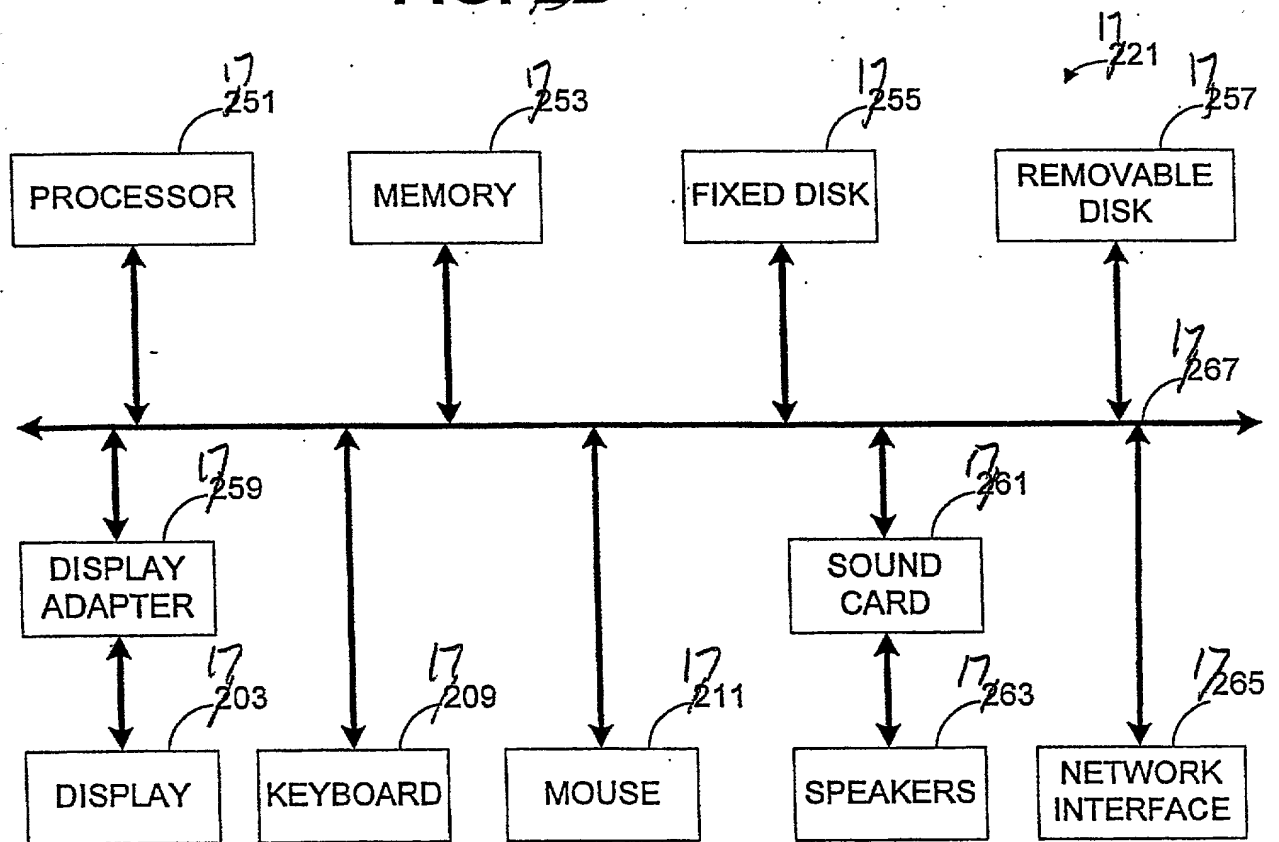 17
221
17
251
17
253
17
255
17
257
PROCESSOR
MEMORY
FIXED DISK
REMOVABLE
DISK
17
267
17
259
17
261
DISPLAY
ADAPTER
SOUND
CARD
17
203
17
209
17
211
17
263
17
265
DISPLAY
KEYBOARD
MOUSE
SPEAKERS
NETWORK
INTERFACE